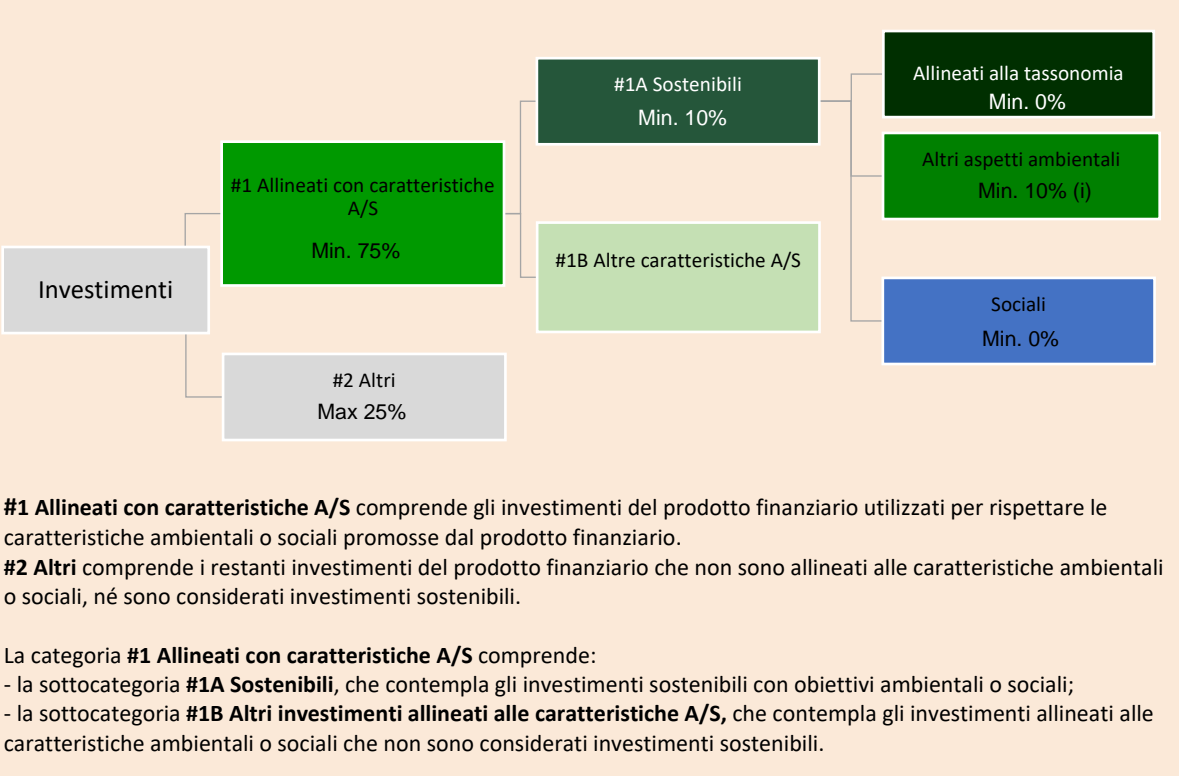 Investimenti
#1 Allineati con caratteristiche
A/S
Min. 75%
#2 Altri
Max 25%
#1A Sostenibili
Min. 10%
#1B Altre caratteristiche A/S
Allineati alla tassonomia
Min. 0%
Altri aspetti ambientali
Min. 10% (i)
Sociali
Min. 0%
#1 Allineati con caratteristiche A/S comprende gli investimenti del prodotto finanziario utilizzati per rispettare le
caratteristiche ambientali o sociali promosse dal prodotto finanziario.
#2 Altri comprende i restanti investimenti del prodotto finanziario che non sono allineati alle caratteristiche ambientali
o sociali, né sono considerati investimenti sostenibili.
La categoria #1 Allineati con caratteristiche A/S comprende:
- la sottocategoria #1A Sostenibili, che contempla gli investimenti sostenibili con obiettivi ambientali o sociali;
- la sottocategoria #1B Altri investimenti allineati alle caratteristiche A/S, che contempla gli investimenti allineati alle
caratteristiche ambientali o sociali che non sono considerati investimenti sostenibili.